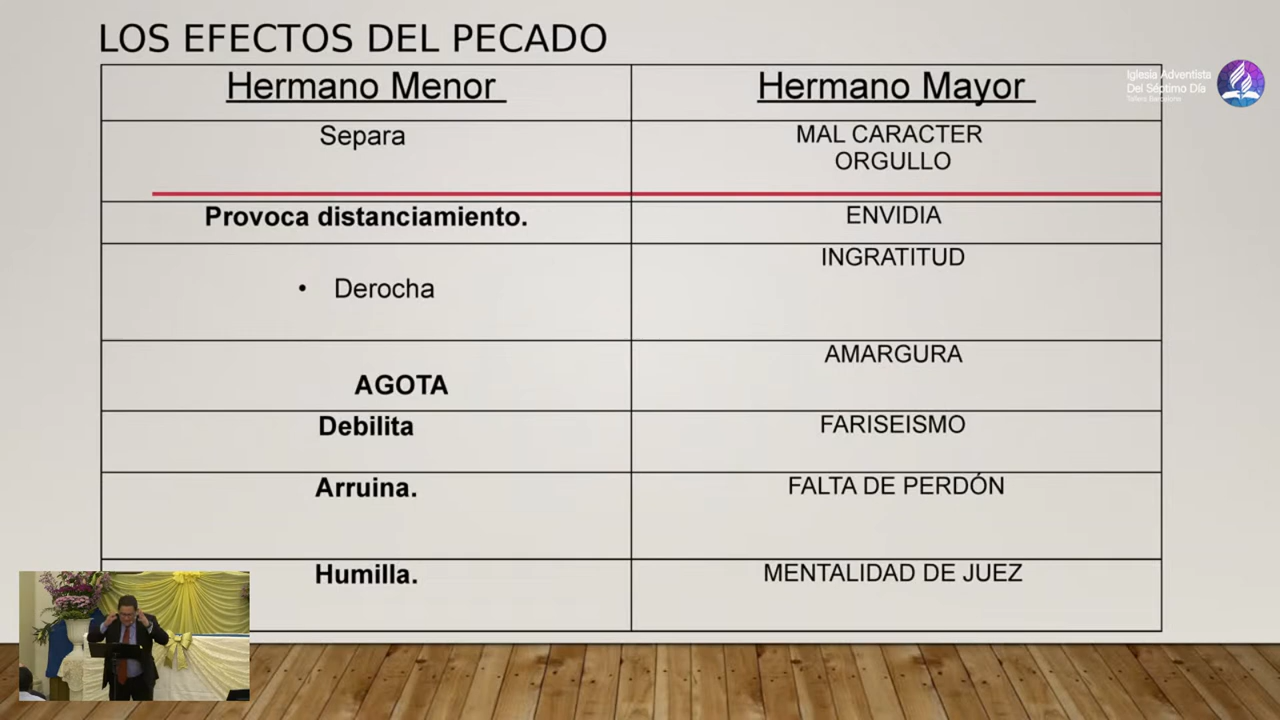 LOS EFECTOS DEL PECADO
Hermano Menor
Hermano Mayor
Iglesia Adventista
Del Séptimo Día
Separa
MAL CARACTER
ORGULLO
Provoca distanciamiento.
ENVIDIA
• Derocha
INGRATITUD
AGOTA
AMARGURA
Debilita
FARISEISMO
Arruina.
FALTA DE PERDÓN
Humilla.
MENTALIDAD DE JUEZ